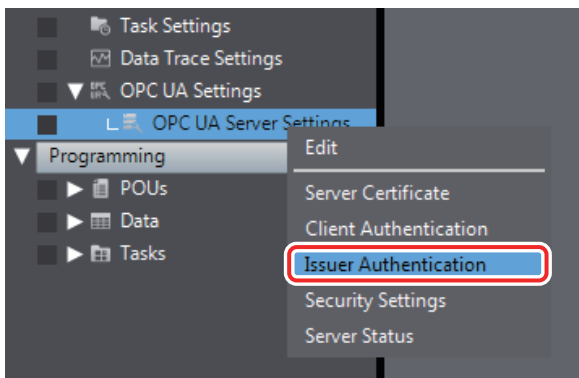 Task Settings
Data Trace Settings
OPC UA Settings
OPC UA Server Settings
Programming
POUs
Data
Tasks
Edit
Server Certificate
Client Authentication
Issuer Authentication
Security Settings
Server Status